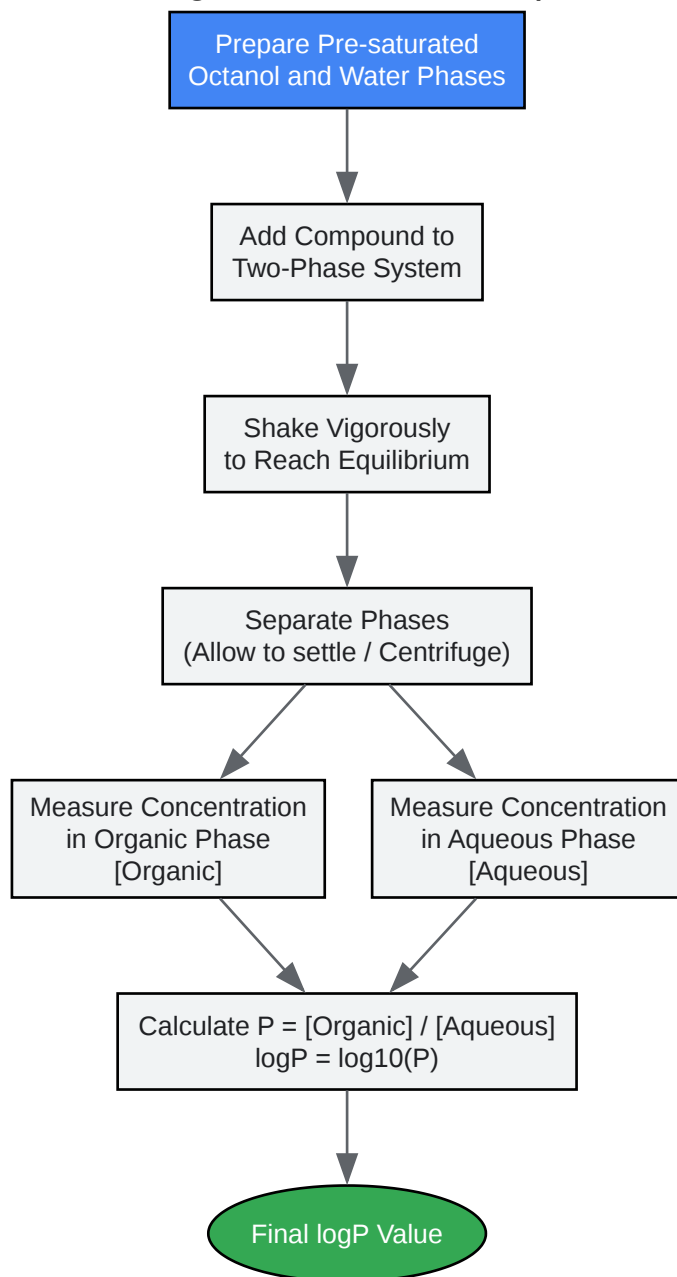 Prepare Pre-saturated
Octanol and Water Phases
Add Compound to
Two-Phase System
Shake Vigorously
to Reach Equilibrium
Separate Phases
(Allow to settle / Centrifuge)
Measure Concentration
in Organic Phase
[Organic]
Measure Concentration
in Aqueous Phase
[Aqueous]
Calculate P = [Organic] / [Aqueous]
logP = log10(P)
Final logP Value